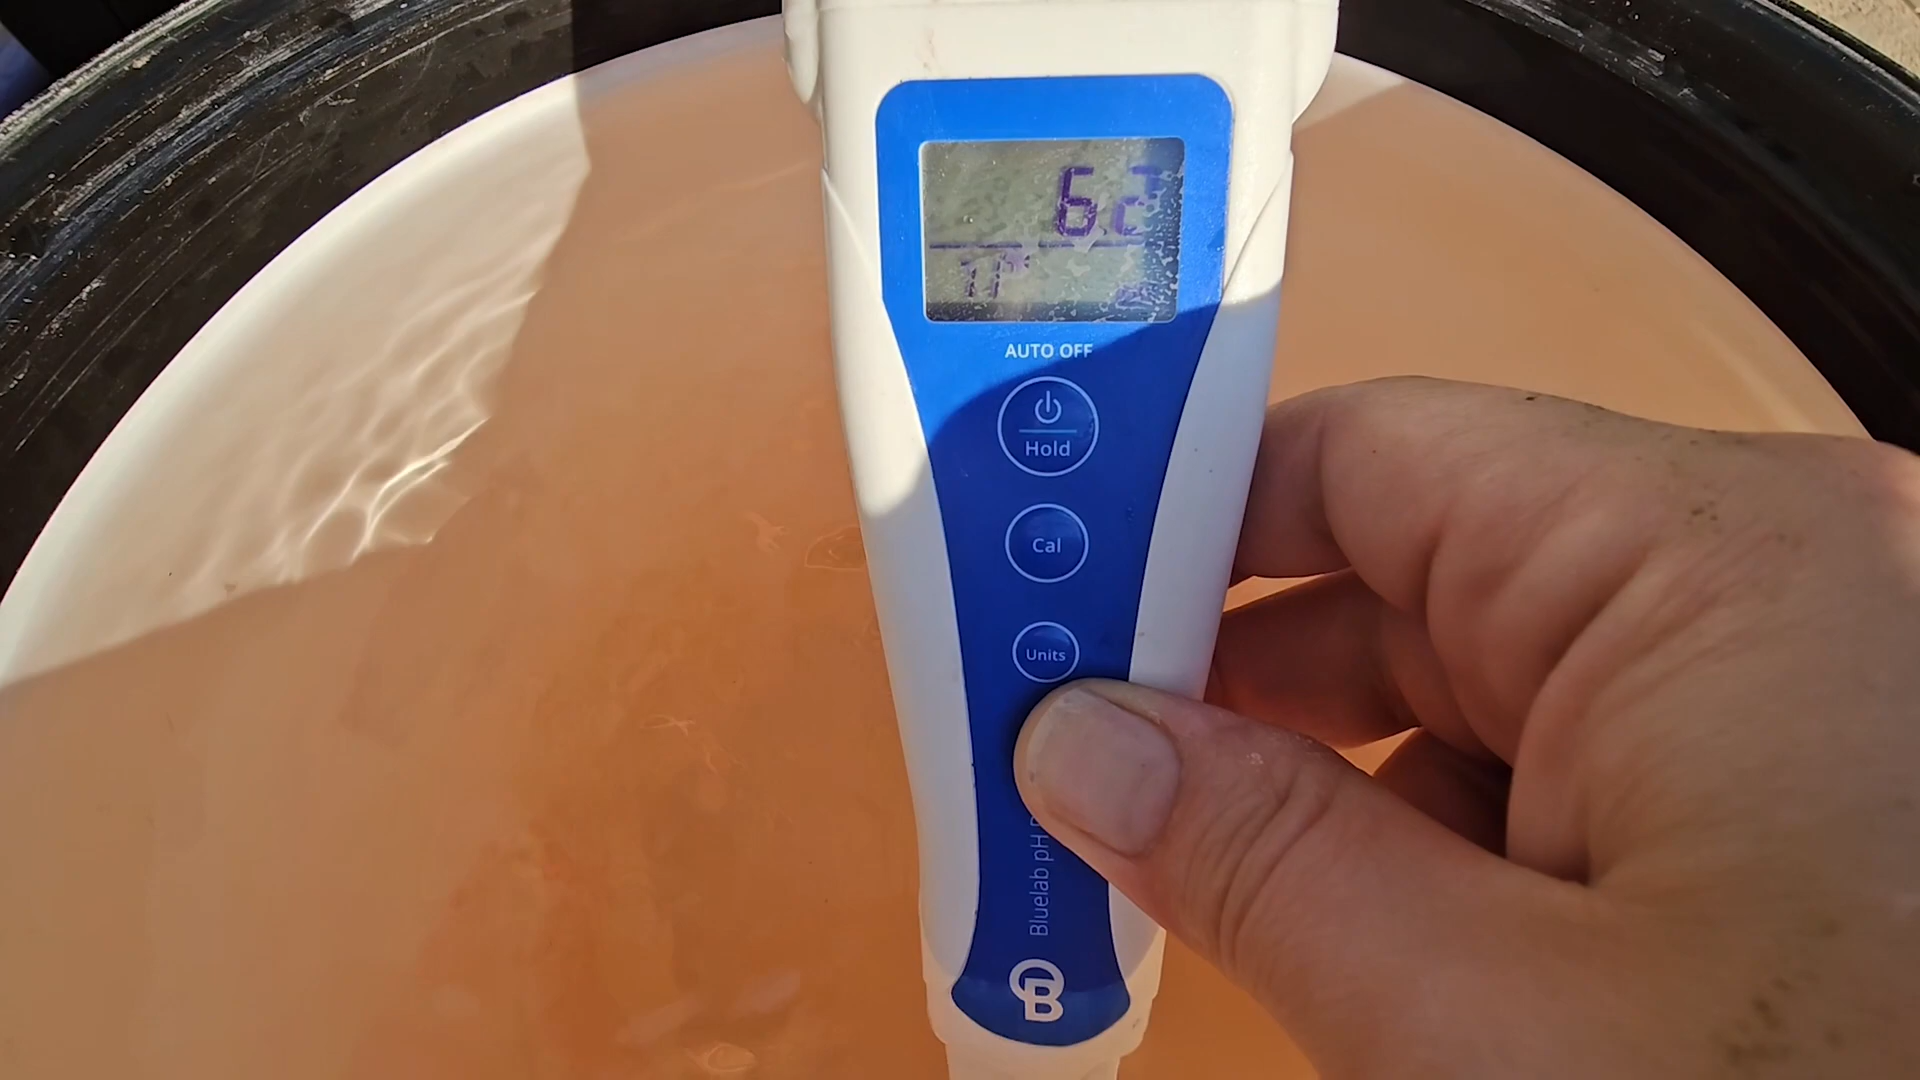 6.2
17°
AUTO OFF
Hold
Cal
Units
Bluelab pH